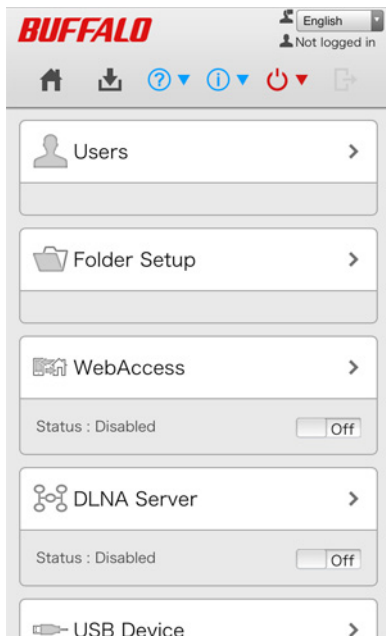 BUFFALO
English
Not logged in
Users
Folder Setup
WebAccess
Status : Disabled
Off
DLNA Server
Status : Disabled
Off
USB Device